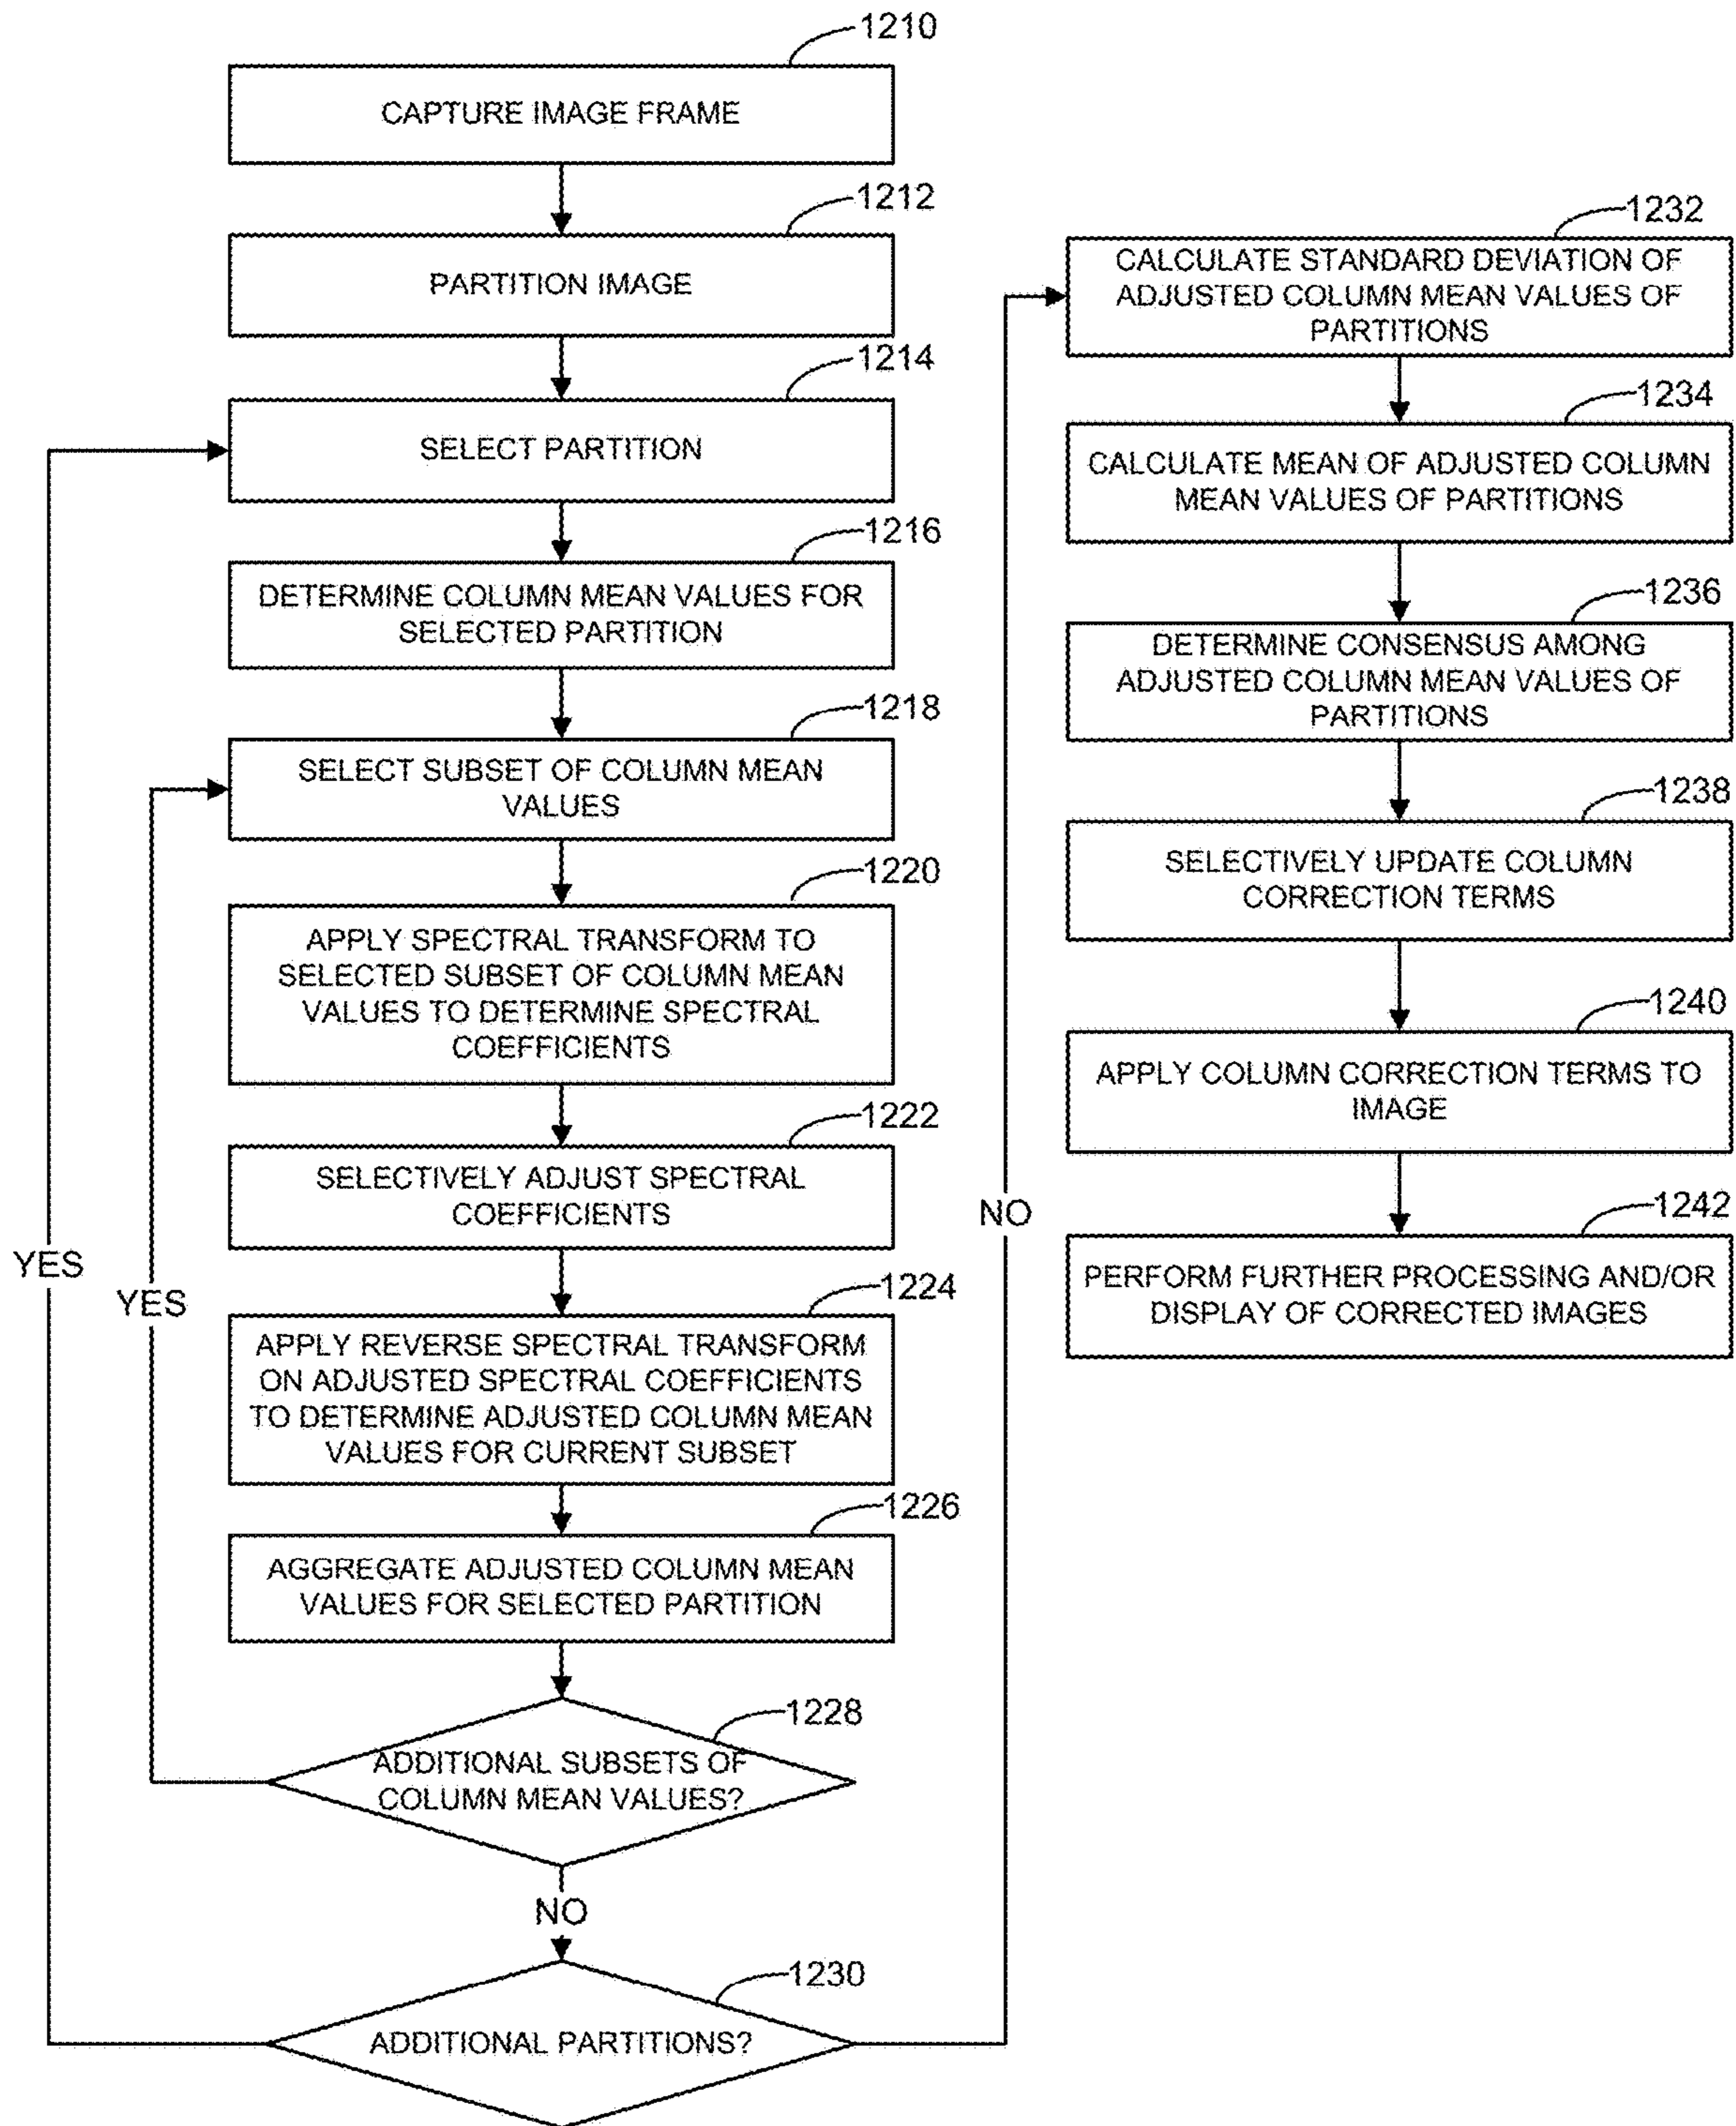 1210
CAPTURE IMAGE FRAME
1212
PARTITION IMAGE
1214
SELECT PARTITION
1216
DETERMINE COLUMN MEAN VALUES FOR
SELECTED PARTITION
1218
SELECT SUBSET OF COLUMN MEAN
VALUES
1220
APPLY SPECTRAL TRANSFORM TO
SELECTED SUBSET OF COLUMN MEAN
VALUES TO DETERMINE SPECTRAL
COEFFICIENTS
1222
SELECTIVELY ADJUST SPECTRAL
COEFFICIENTS
1224
APPLY REVERSE SPECTRAL TRANSFORM
ON ADJUSTED SPECTRAL COEFFICIENTS
TO DETERMINE ADJUSTED COLUMN MEAN
VALUES FOR CURRENT SUBSET
1226
AGGREGATE ADJUSTED COLUMN MEAN
VALUES FOR SELECTED PARTITION
1228
ADDITIONAL SUBSETS OF
COLUMN MEAN VALUES?
YES
NO
1230
ADDITIONAL PARTITIONS?
YES
NO
1232
CALCULATE STANDARD DEVIATION OF
ADJUSTED COLUMN MEAN VALUES OF
PARTITIONS
1234
CALCULATE MEAN OF ADJUSTED COLUMN
MEAN VALUES OF PARTITIONS
1236
DETERMINE CONSENSUS AMONG
ADJUSTED COLUMN MEAN VALUES OF
PARTITIONS
1238
SELECTIVELY UPDATE COLUMN
CORRECTION TERMS
1240
APPLY COLUMN CORRECTION TERMS TO
IMAGE
1242
PERFORM FURTHER PROCESSING AND/OR
DISPLAY OF CORRECTED IMAGES